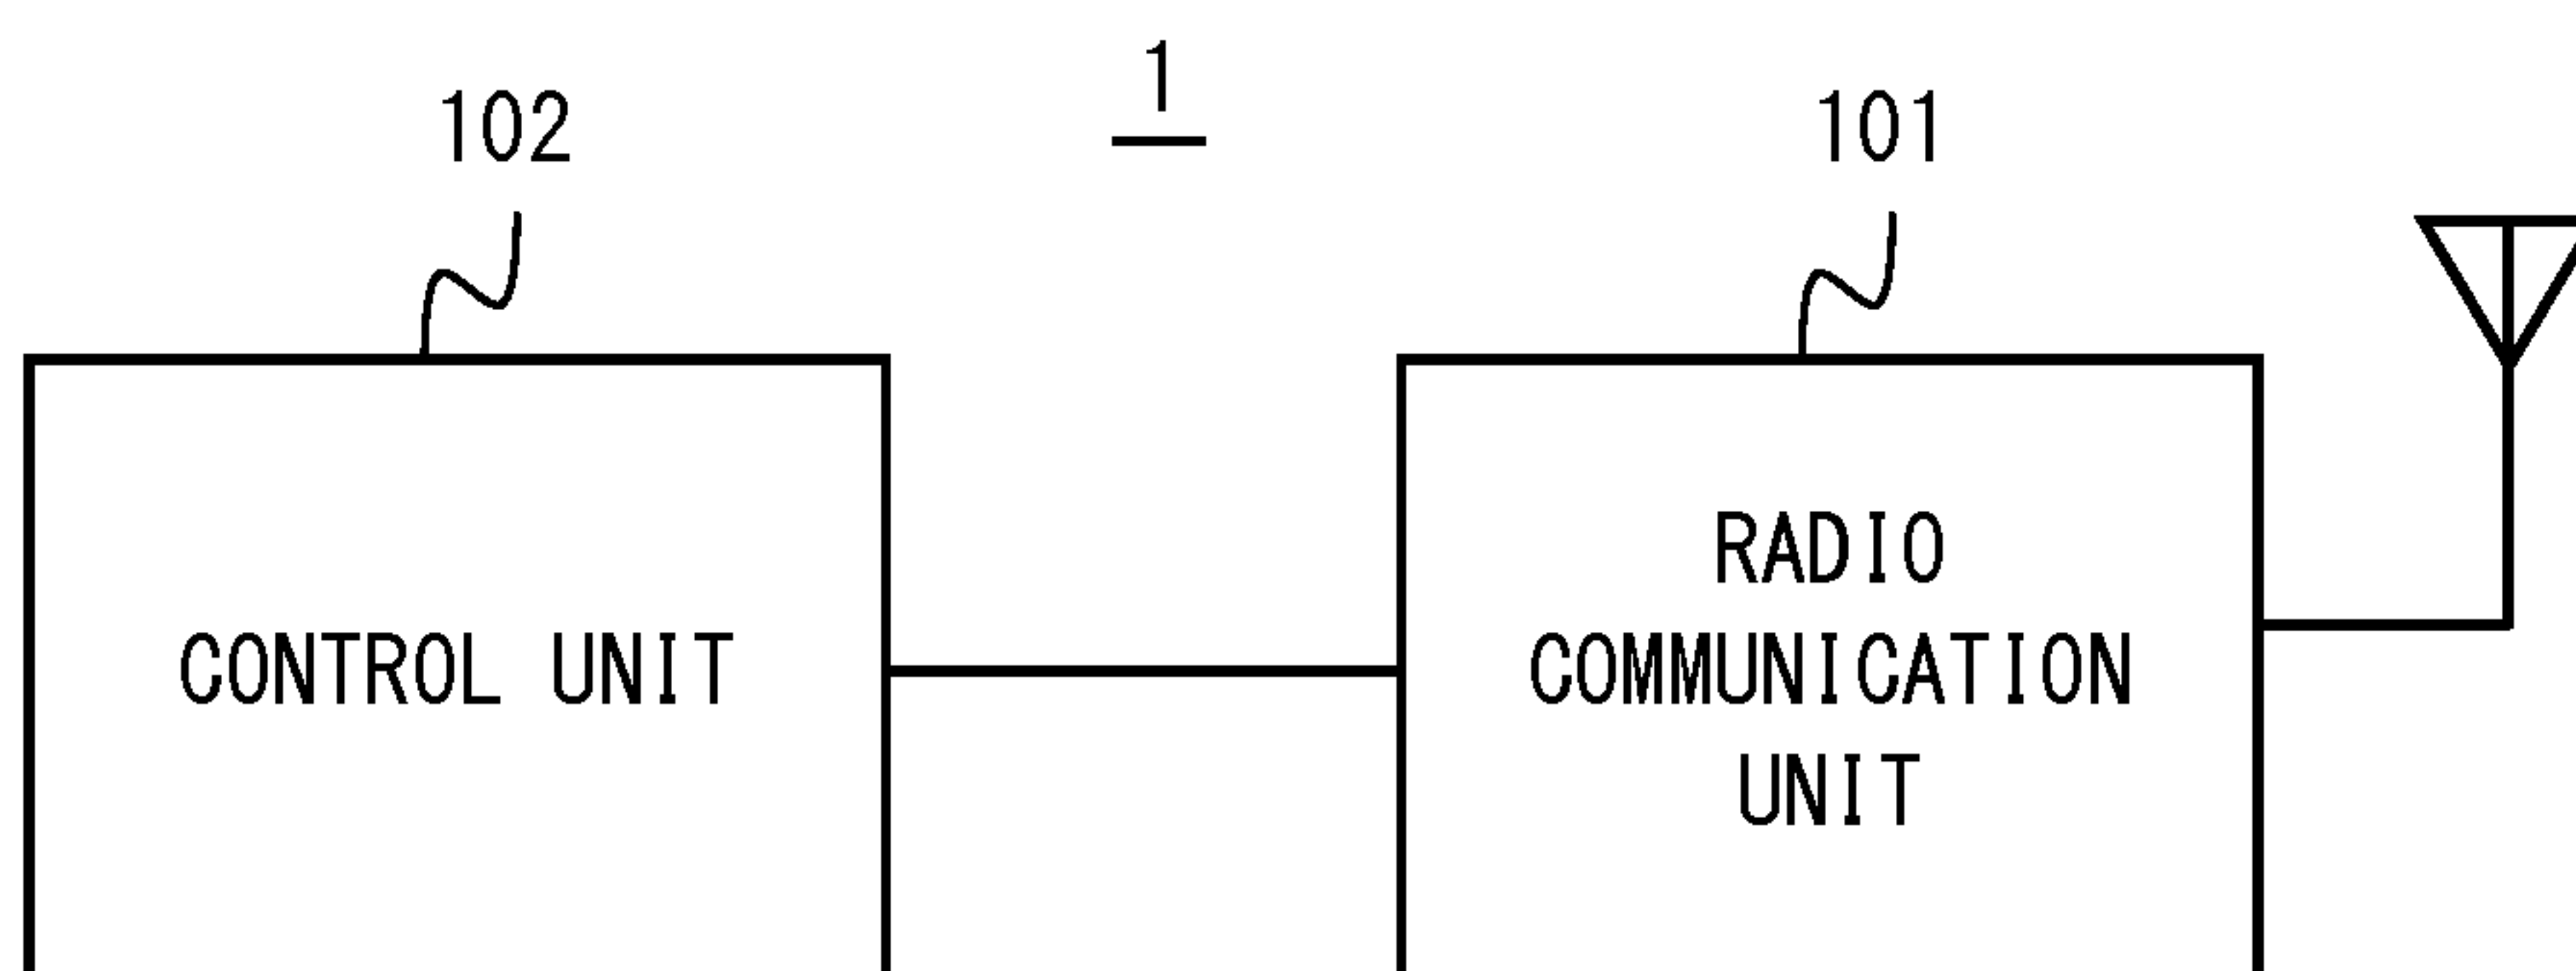 1
102
101
CONTROL UNIT
RADIO
COMMUNICATION
UNIT